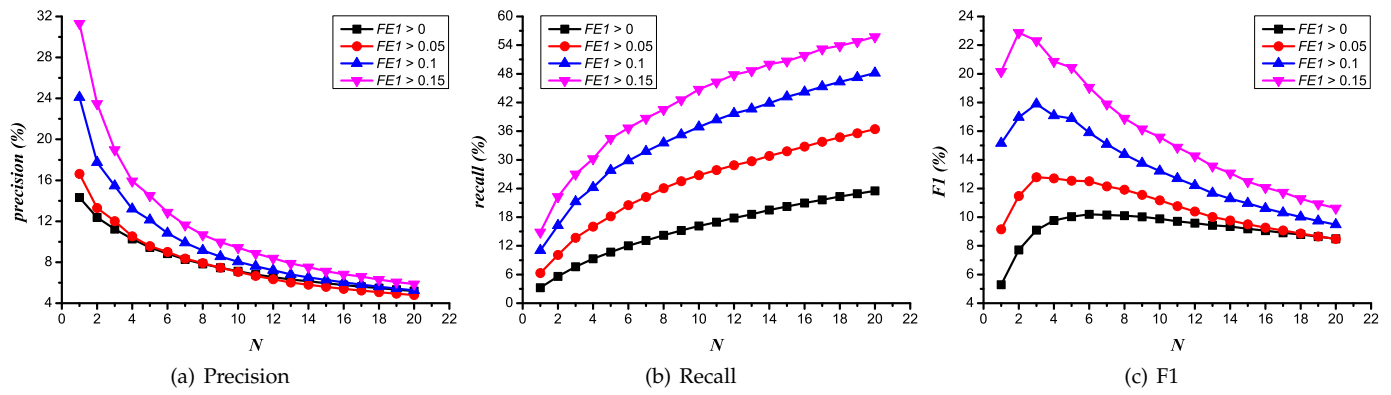 precision (%)
32
28
24
20
16
12
8
4
FE1 > 0
FE1 > 0.05
FE1 > 0.1
FE1 > 0.15
0 2 4 6 8 10 12 14 16 18 20 22
N
(a) Precision
recall (%)
60
54
48
42
36
30
24
18
12
6
0
FE1 > 0
FE1 > 0.05
FE1 > 0.1
FE1 > 0.15
0 2 4 6 8 10 12 14 16 18 20 22
N
(b) Recall
F1 (%)
24
22
20
18
16
14
12
10
8
6
4
FE1 > 0
FE1 > 0.05
FE1 > 0.1
FE1 > 0.15
0 2 4 6 8 10 12 14 16 18 20 22
N
(c) F1